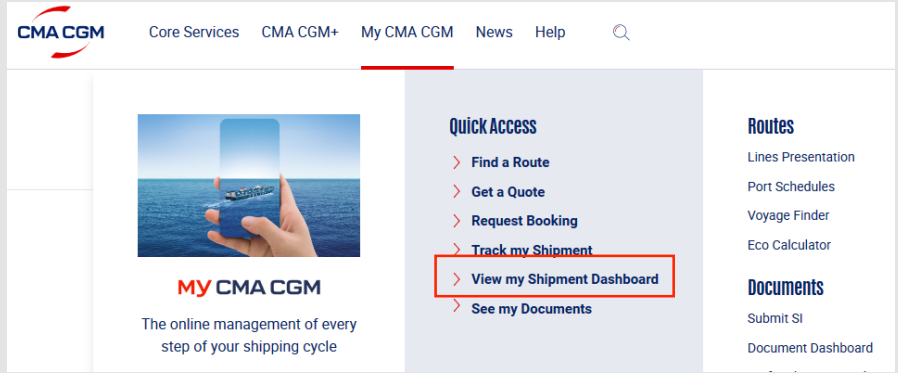 CMA CGM
Core Services
CMA CGM+
My CMA CGM
News
Help
MY CMA CGM
The online management of every
step of your shipping cycle
Quick Access
Find a Route
Get a Quote
Request Booking
Track my Shipment
View my Shipment Dashboard
See my Documents
Routes
Lines Presentation
Port Schedules
Voyage Finder
Eco Calculator
Documents
Submit SI
Document Dashboard